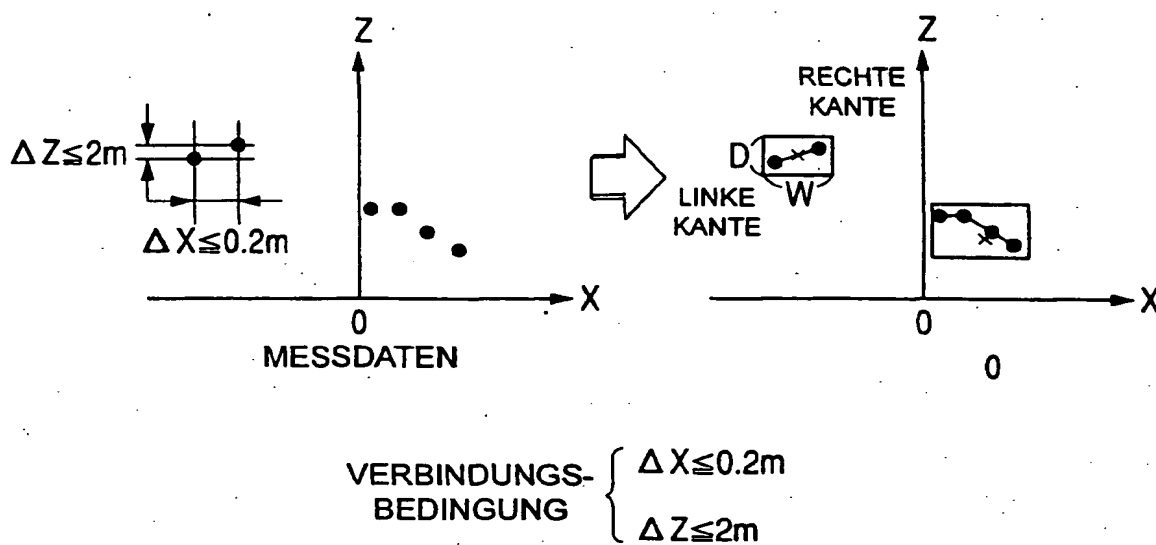 Z
ΔZ≦2m
ΔX≦0.2m
X
0
MESSDATEN
Z
RECHTE
KANTE
D
W
LINKE
KANTE
X
0
0
VERBINDUNGS-
BEDINGUNG
ΔX≦0.2m
ΔZ≦2m